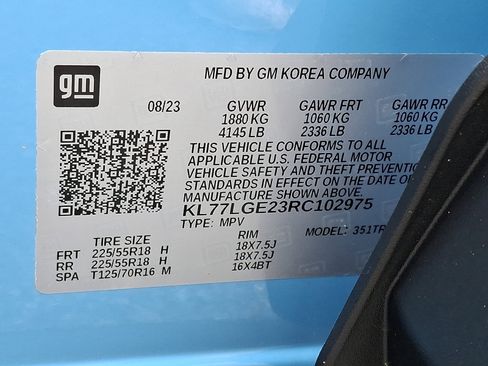 gm
MFD BY GM KOREA COMPANY
08/23 GVWR GAWR FRT GAWR RR
1880 KG 1060 KG 1060 KG
4145 LB 2336 LB 2336 LB
THIS VEHICLE CONFORMS TO ALL
APPLICABLE U.S. FEDERAL MOTOR
VEHICLE SAFETY AND THEFT PREVENTIO
STANDARDS IN EFFECT ON THE DATE O
MANUFACTURE SHOWN ABOVE.
KL77LGE23RC102975
TYPE: MPV MODEL: 351TR
TIRE SIZE RIM
FRT 225/55R18 H 18X7.5J
RR 225/55R18 H 18X7.5J
SPA T125/70R16 M 16X4BT